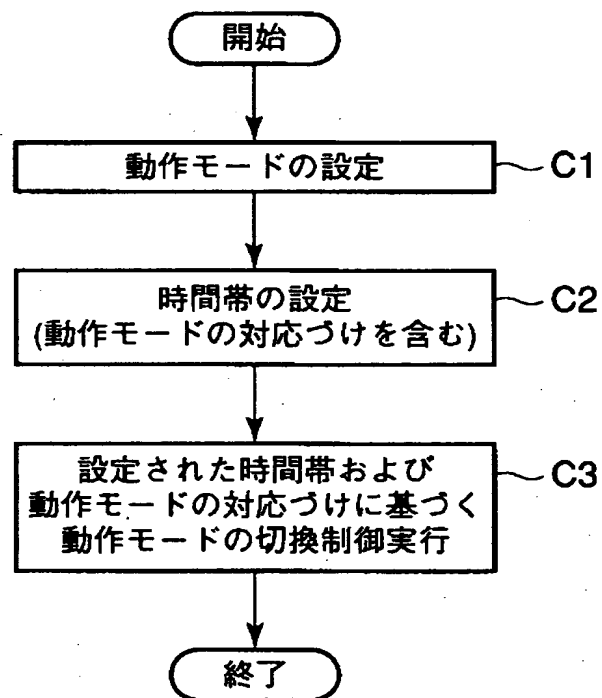 開始
動作モードの設定
C1
時間帯の設定
(動作モードの対応づけを含む)
C2
設定された時間帯および
動作モードの対応づけに基づく
動作モードの切換制御実行
C3
終了